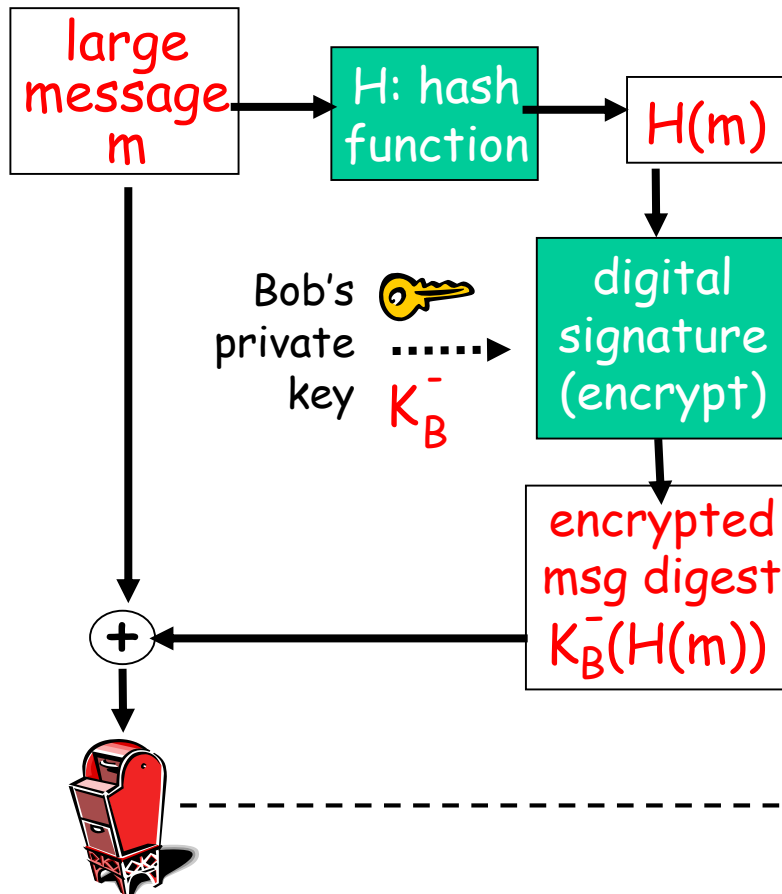 large
message
m
H: hash
function
H(m)
Bob's
private
key
K_B^-
digital
signature
(encrypt)
encrypted
msg digest
K_B^-(H(m))
+